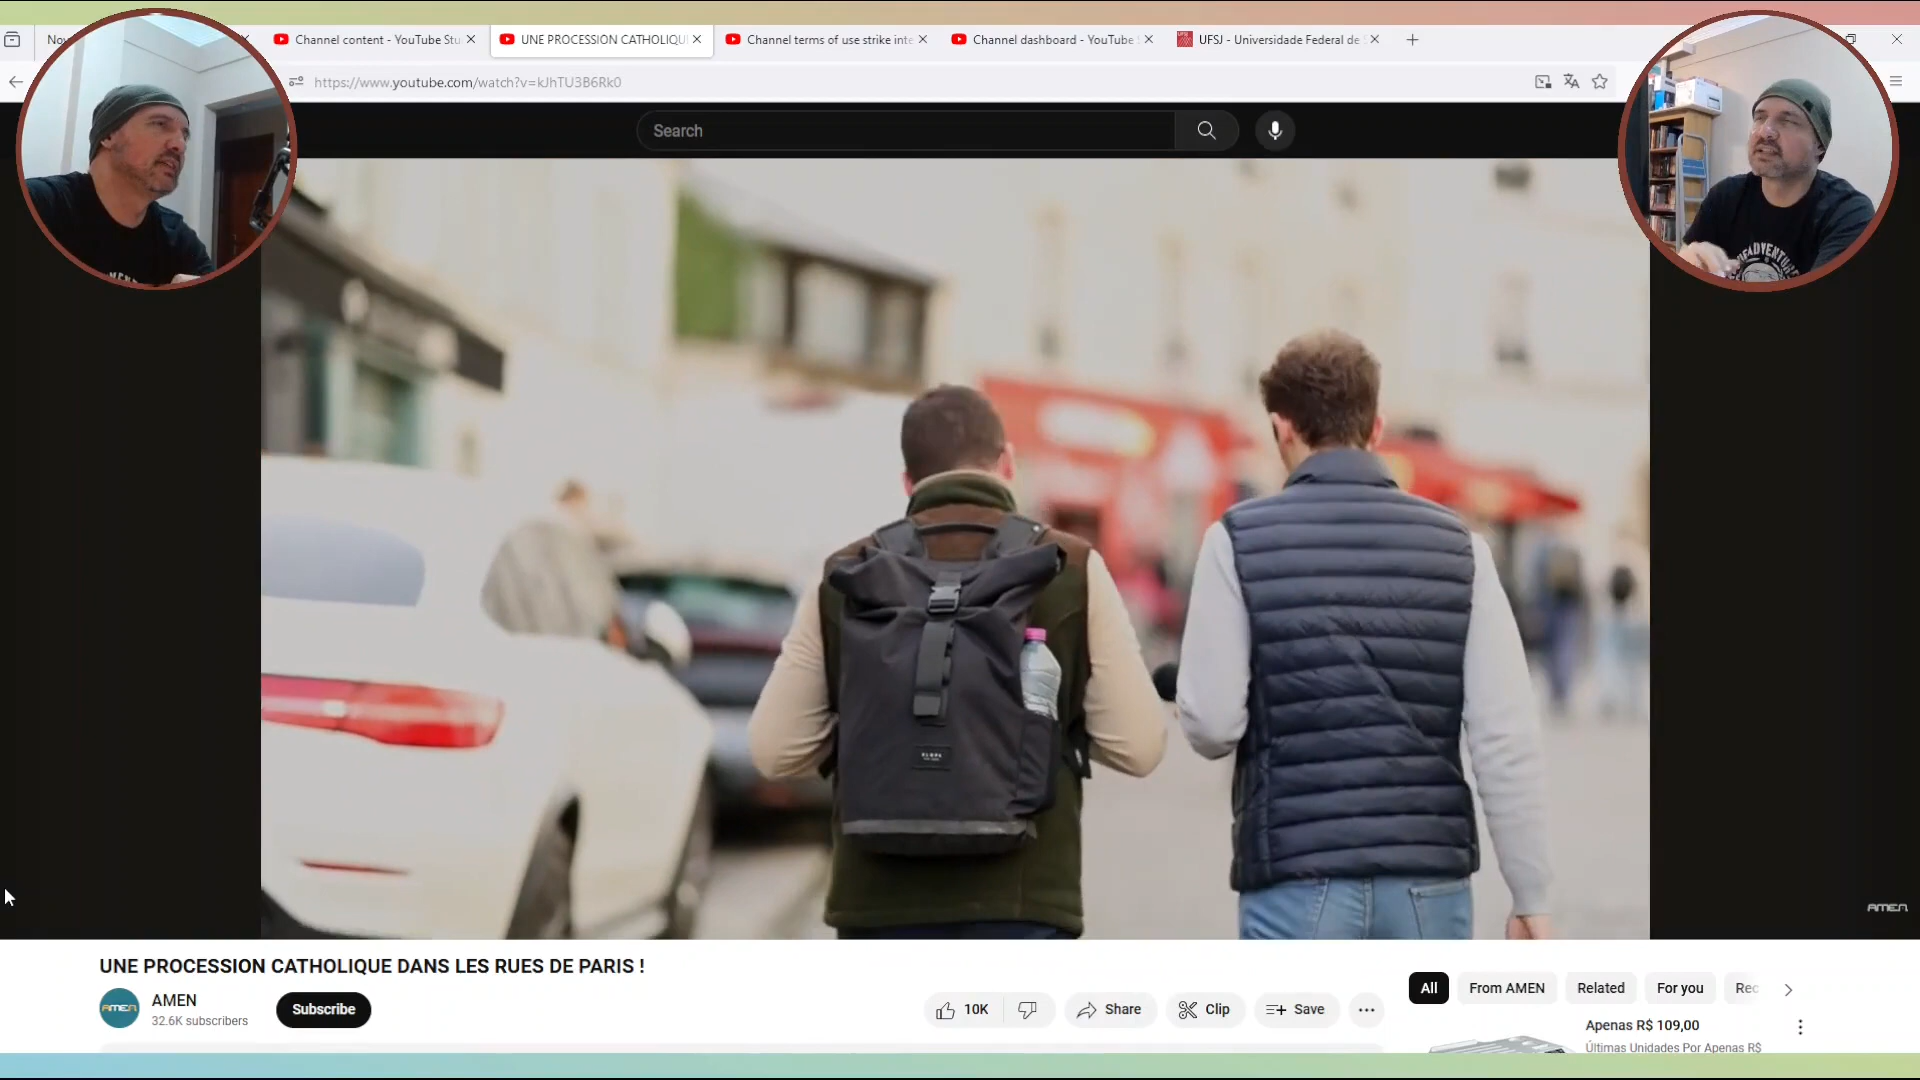 Channel content - YouTube Stu
UNE PROCESSION CATHOLIQU
Channel terms of use strike inte
Channel dashboard - YouTube
UFSJ - Universidade Federal de
https://www.youtube.com/watch?v=kJhTU3B6Rk0
Search
AMEN
UNE PROCESSION CATHOLIQUE DANS LES RUES DE PARIS !
AMEN
32.6K subscribers
Subscribe
10K
Share
Clip
Save
All
From AMEN
Related
For you
Rec
Apenas R$ 109,00
Últimas Unidades Por Apenas R$